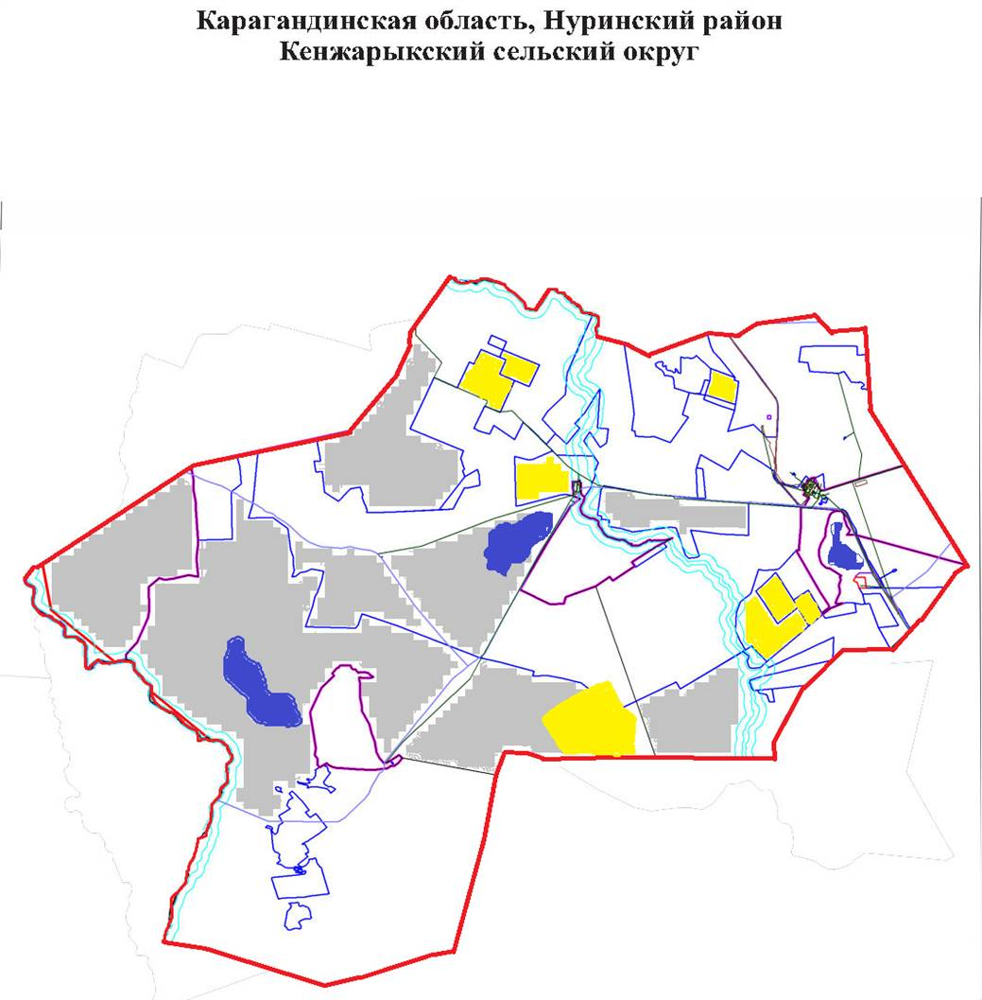 Карагандинская область, Нуринский район
Кенжарыкский сельский округ